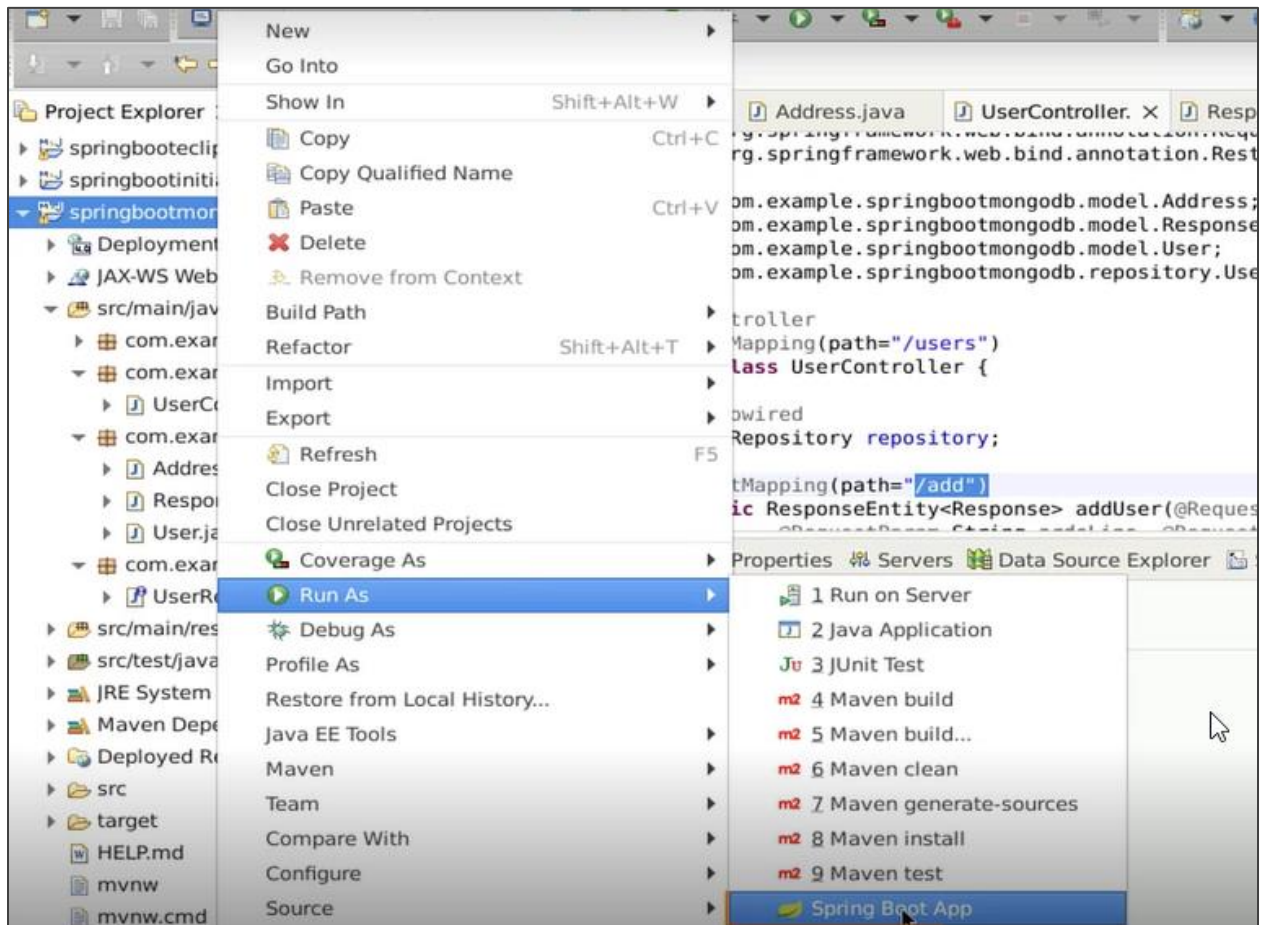 Project Explorer
springbooteclip
springbootiniti
springbootmon
Deployment
JAX-WS Web
src/main/jav
com.exar
com.exar
UserCo
com.exar
Addres
Respor
User.ja
com.exar
UserRe
src/main/res
src/test/java
JRE System
Maven Depe
Deployed Re
src
target
HELP.md
mvnw
mvnw.cmd
New
Go Into
Show In Shift+Alt+W
Copy Ctrl+C
Copy Qualified Name
Paste Ctrl+V
Delete
Remove from Context
Build Path
Refactor Shift+Alt+T
Import
Export
Refresh F5
Close Project
Close Unrelated Projects
Coverage As
Run As
Debug As
Profile As
Restore from Local History...
Java EE Tools
Maven
Team
Compare With
Configure
Source
1 Run on Server
2 Java Application
Ju 3 JUnit Test
m2 4 Maven build
m2 5 Maven build...
m2 6 Maven clean
m2 7 Maven generate-sources
m2 8 Maven install
m2 9 Maven test
Spring Boot App
Address.java UserController. Resp
rg.springframework.web.bind.annotation.Requ
rg.springframework.web.bind.annotation.Rest
om.example.springbootmongodb.model.Address;
om.example.springbootmongodb.model.Response
om.example.springbootmongodb.model.User;
om.example.springbootmongodb.repository.Use
troller
Mapping(path="/users")
lass UserController {
owired
Repository repository;
tMapping(path="/add")
ic ResponseEntity<Response> addUser(@Reques
Properties Servers Data Source Explorer